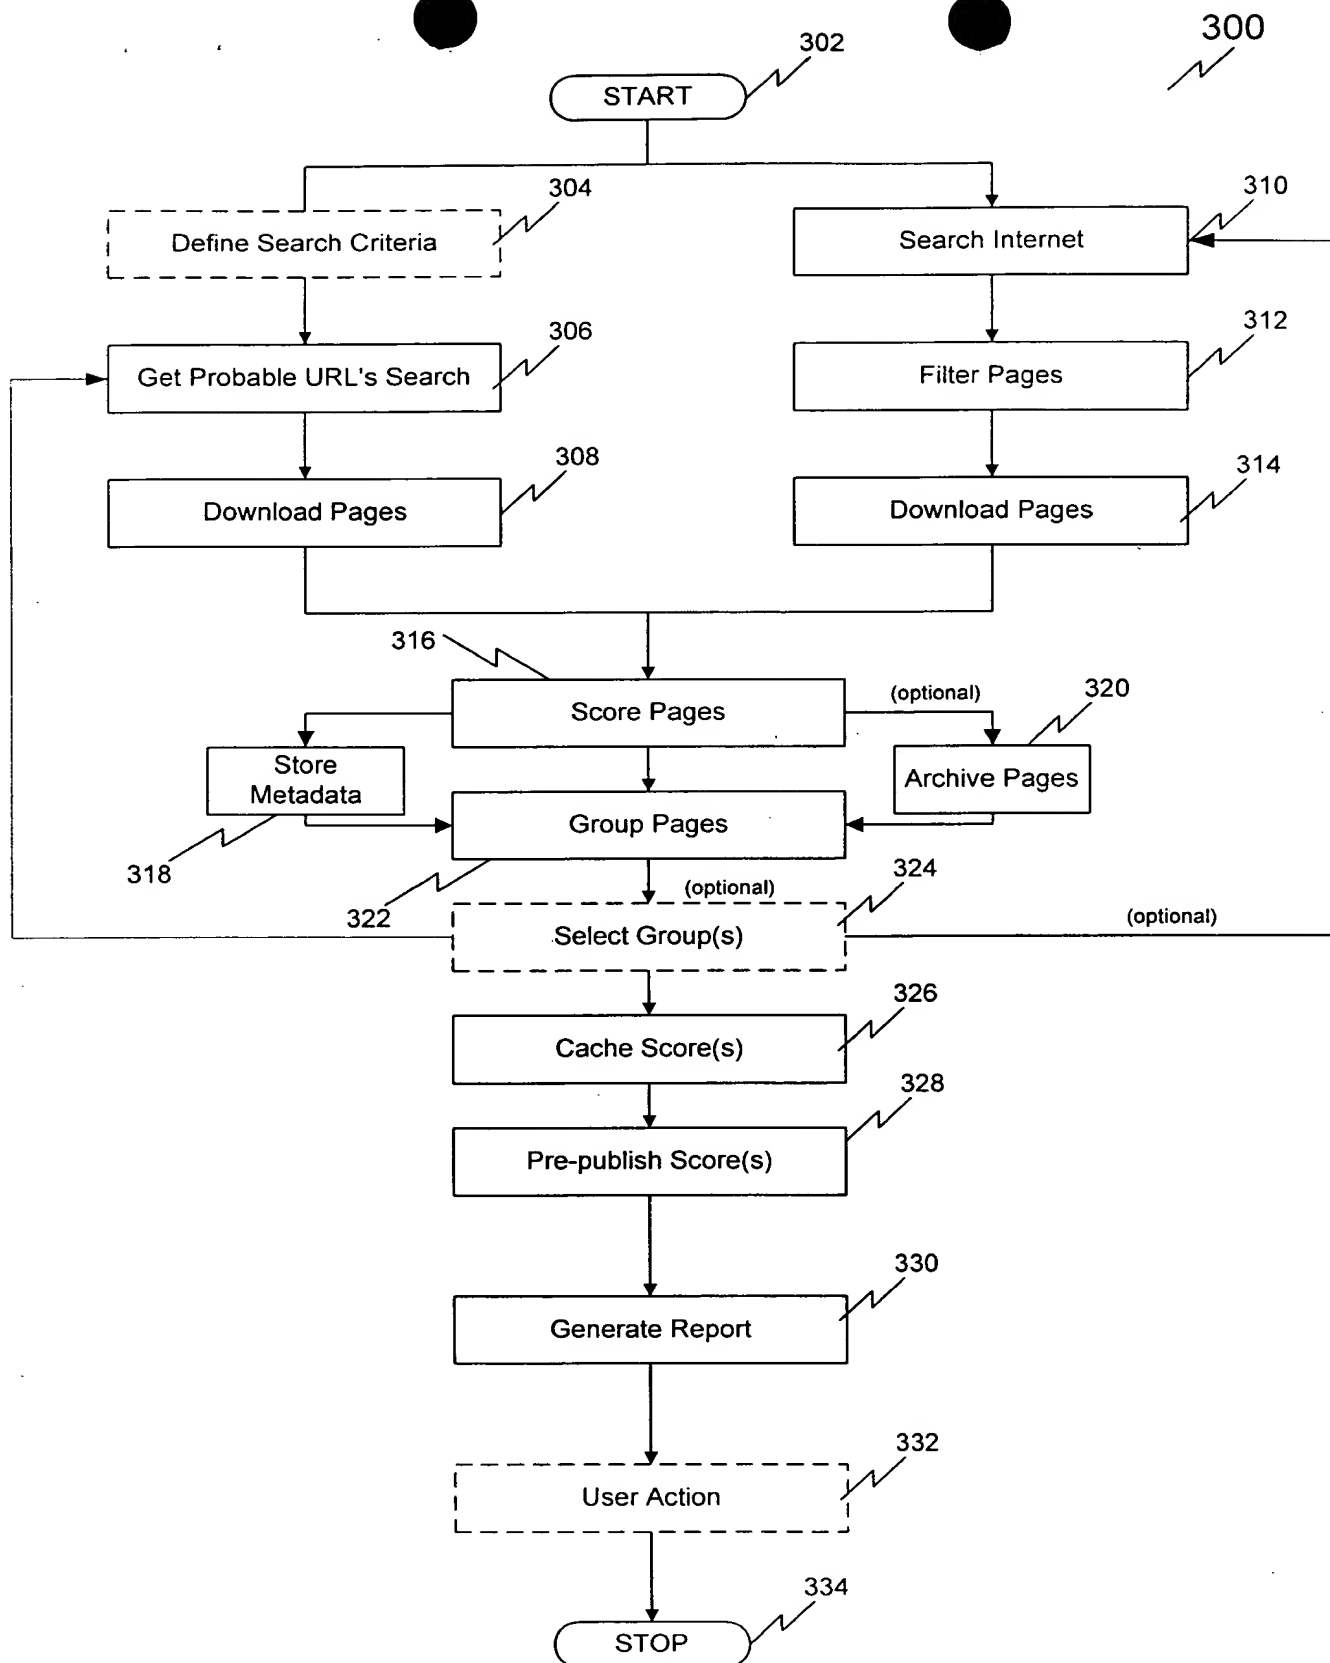 300
302
START
304
310
Define Search Criteria
Search Internet
306
312
Get Probable URL's Search
Filter Pages
308
314
Download Pages
Download Pages
316
(optional)
320
Score Pages
Store
Metadata
Archive Pages
Group Pages
318
322
(optional)
324
(optional)
Select Group(s)
326
Cache Score(s)
328
Pre-publish Score(s)
330
Generate Report
332
User Action
334
STOP